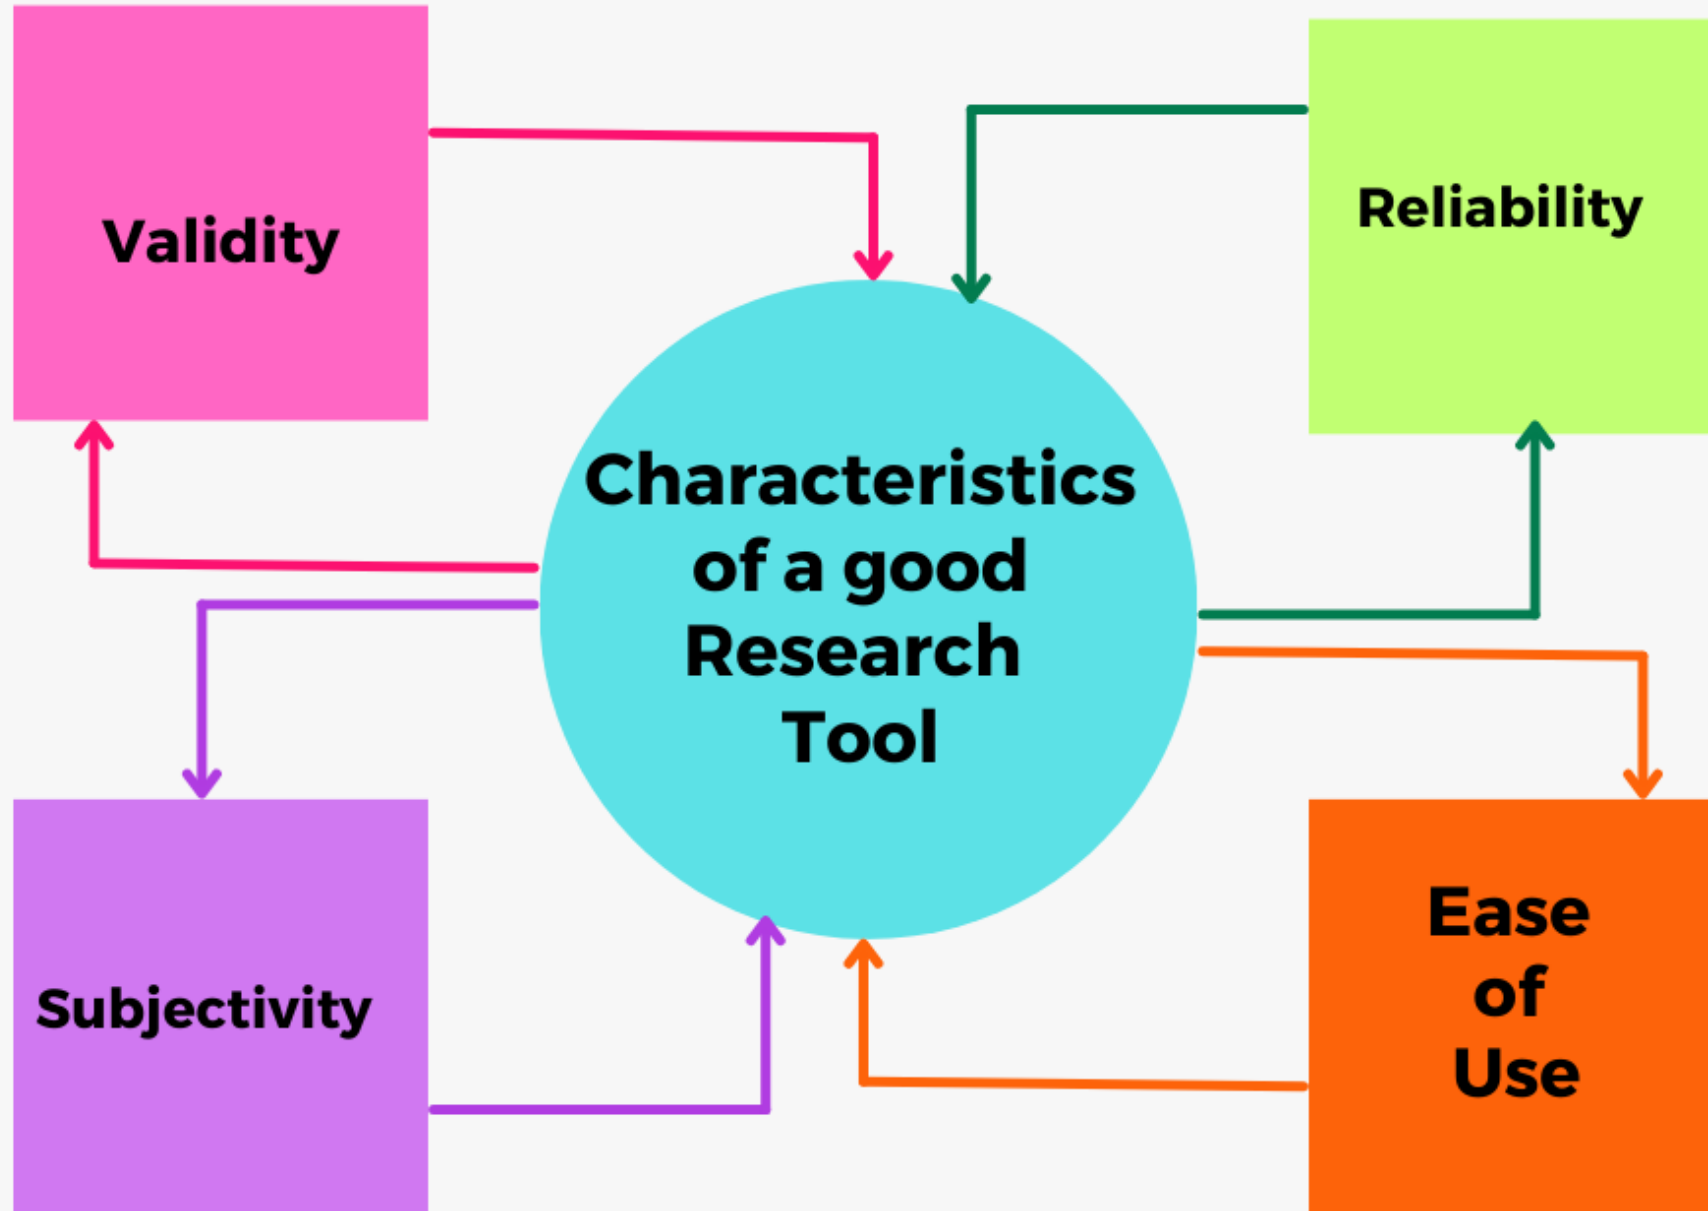 Validity
Reliability
Characteristics
of a good
Research
Tool
Subjectivity
Ease
of
Use